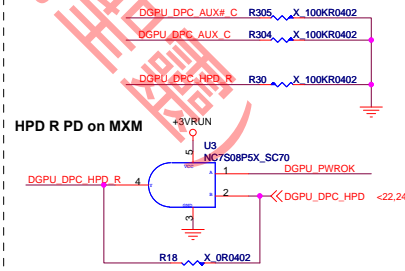 DGPU_DPC_AUX#_C R305 X_100KR0402
DGPU_DPC_AUX_C R304 X_100KR0402
DGPU_DPC_HPD_R R30 X_100KR0402
HPD R PD on MXM
+3VRUN
U3
NC7S08P5X_SC70
5
VCC
DGPU_DPC_HPD_R 4
A 1 DGPU_PWROK
B 2 DGPU_DPC_HPD <22,24
3
R18 X_0R0402